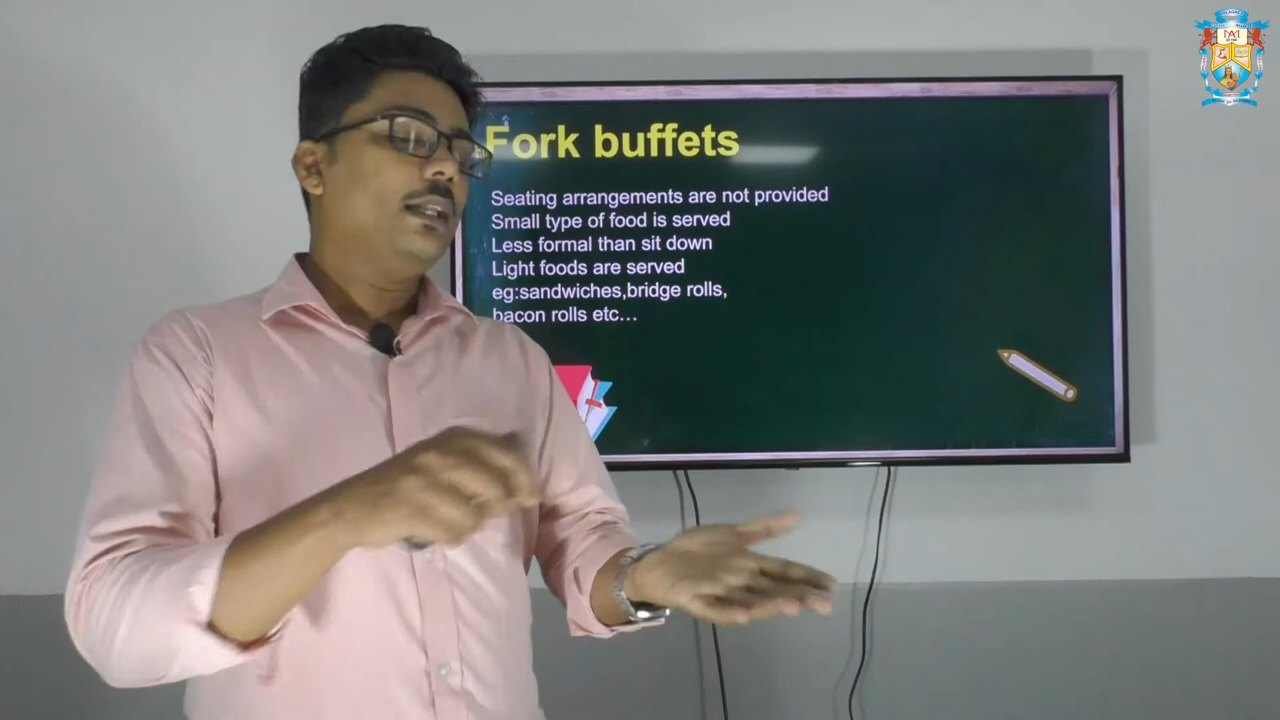 Fork buffets
Seating arrangements are not provided
Small type of food is served
Less formal than sit down
Light foods are served
eg:sandwiches,bridge rolls,
bacon rolls etc...